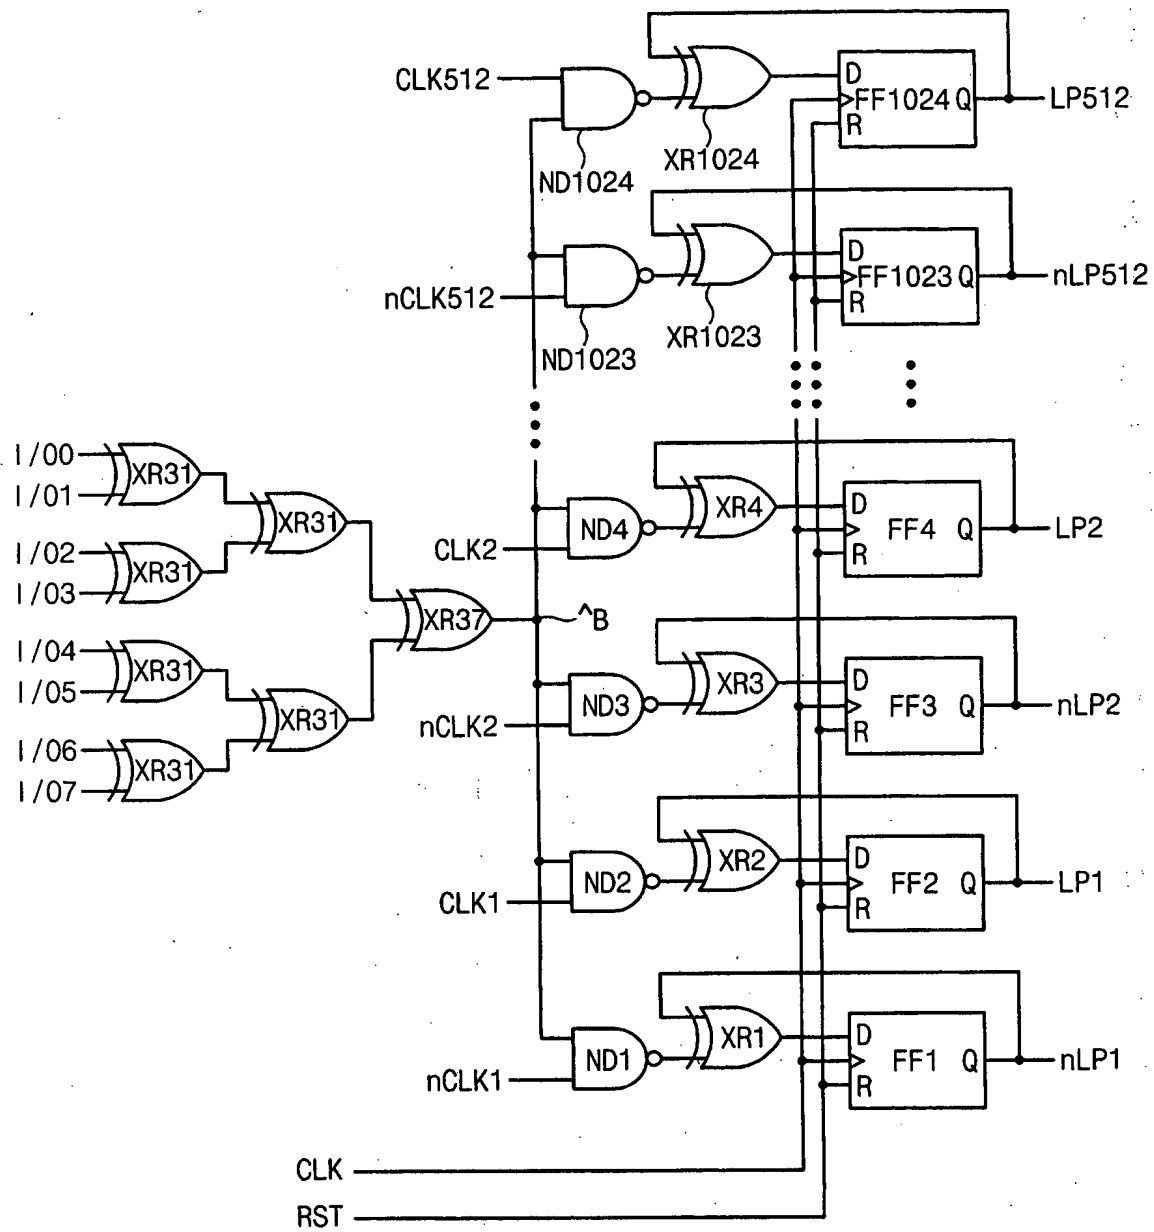 CLK512
D
FF1024 Q
R
LP512
ND1024
XR1024
nCLK512
D
FF1023 Q
R
nLP512
ND1023
XR1023
I/00
I/01
XR31
XR31
I/02
I/03
XR31
CLK2
ND4
XR4
D
FF4 Q
R
LP2
XR37
^B
I/04
I/05
XR31
XR31
I/06
I/07
XR31
nCLK2
ND3
XR3
D
FF3 Q
R
nLP2
CLK1
ND2
XR2
D
FF2 Q
R
LP1
nCLK1
ND1
XR1
D
FF1 Q
R
nLP1
CLK
RST